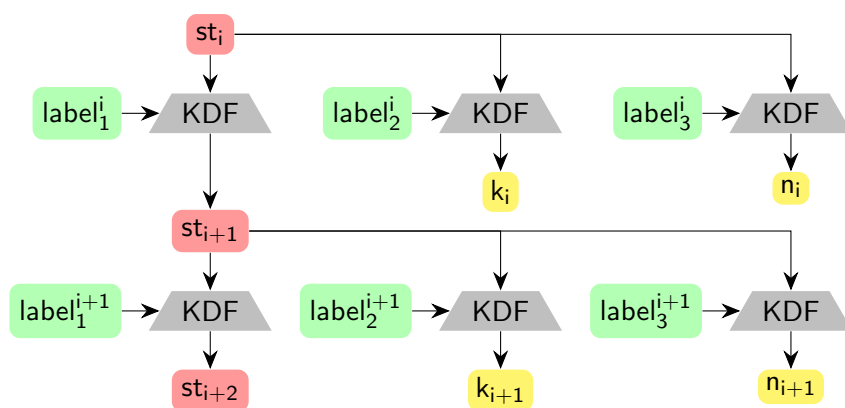 st_i
label_1^i KDF label_2^i KDF label_3^i KDF
k_i n_i
st_{i+1}
label_1^{i+1} KDF label_2^{i+1} KDF label_3^{i+1} KDF
st_{i+2} k_{i+1} n_{i+1}